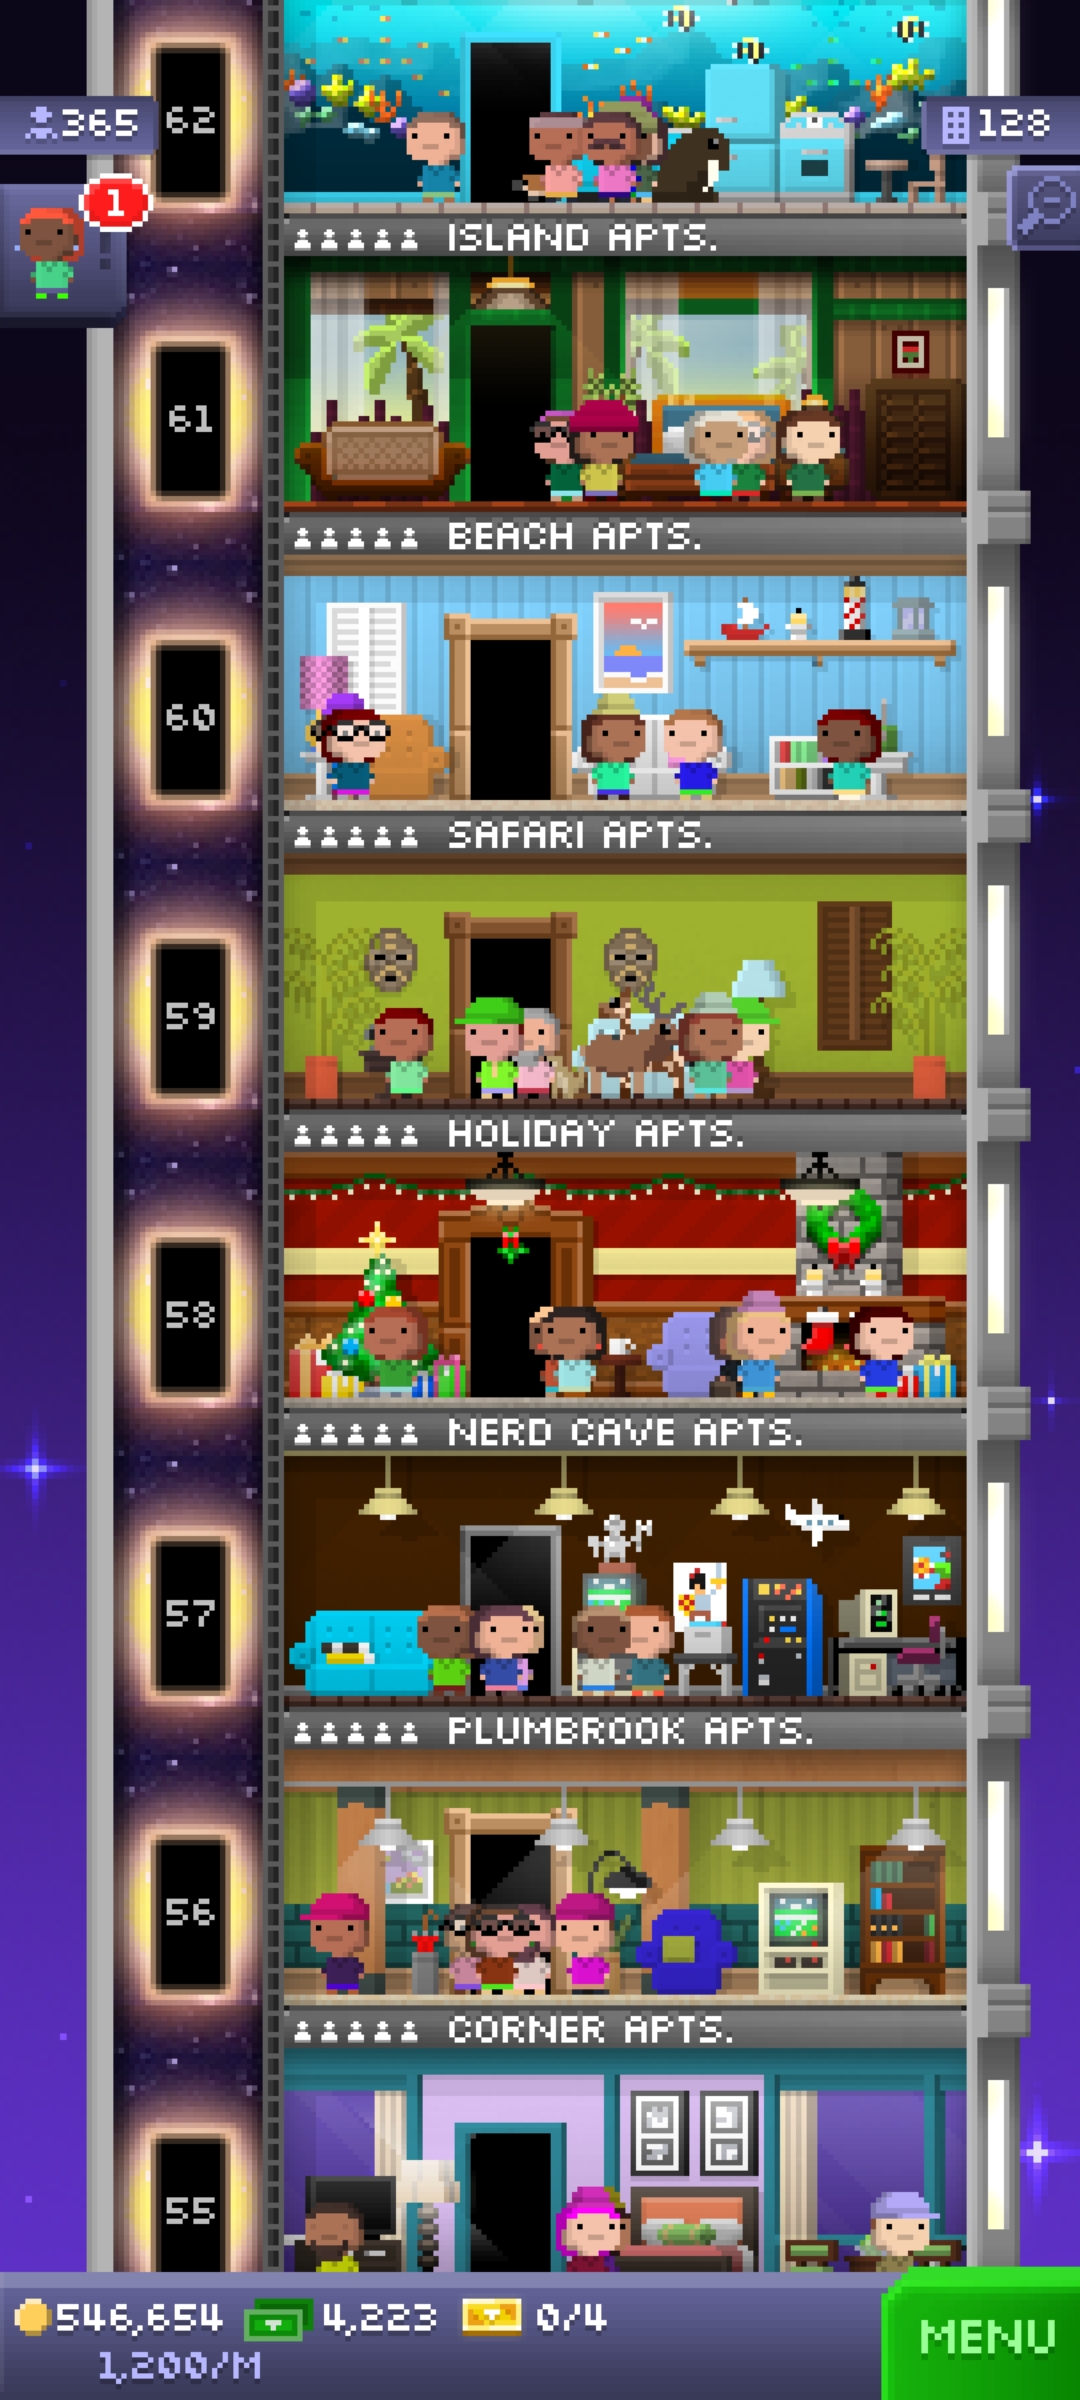 62
365
128
1
ISLAND APTS.
61
BEACH APTS.
60
SAFARI APTS.
59
HOLIDAY APTS.
58
NERD CAVE APTS.
57
PLUMBROOK APTS.
56
CORNER APTS.
55
546,654 4,223 0/4
1,200/M
MENU